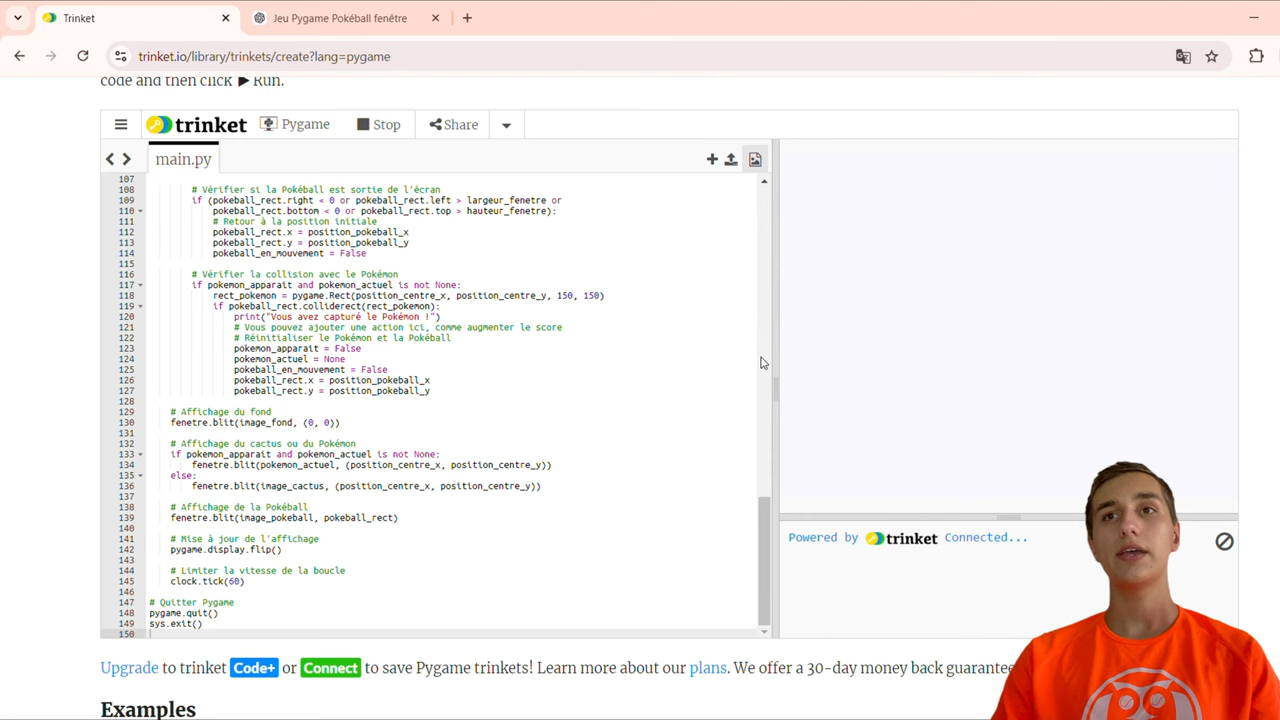 Trinket
Jeu Pygame Pokéball fenêtre
trinket.io/library/trinkets/create?lang=pygame
code and then click ▶ Run.
trinket
Pygame
Stop
Share
main.py
107
108 # Vérifier si la Pokéball est sortie de l'écran
109 if (pokeball_rect.right < 0 or pokeball_rect.left > largeur_fenetre or
110 pokeball_rect.bottom < 0 or pokeball_rect.top > hauteur_fenetre):
111 # Retour à la position initiale
112 pokeball_rect.x = position_pokeball_x
113 pokeball_rect.y = position_pokeball_y
114 pokeball_en_mouvement = False
115
116 # Vérifier la collision avec le Pokémon
117 if pokemon_apparait and pokemon_actuel is not None:
118 rect_pokemon = pygame.Rect(position_centre_x, position_centre_y, 150, 150)
119 if pokeball_rect.colliderect(rect_pokemon):
120 print("Vous avez capturé le Pokémon !")
121 # Vous pouvez ajouter une action ici, comme augmenter le score
122 # Réinitialiser le Pokémon et la Pokéball
123 pokemon_apparait = False
124 pokemon_actuel = None
125 pokeball_en_mouvement = False
126 pokeball_rect.x = position_pokeball_x
127 pokeball_rect.y = position_pokeball_y
128
129 # Affichage du fond
130 fenetre.blit(image_fond, (0, 0))
131
132 # Affichage du cactus ou du Pokémon
133 if pokemon_apparait and pokemon_actuel is not None:
134 fenetre.blit(pokemon_actuel, (position_centre_x, position_centre_y))
135 else:
136 fenetre.blit(image_cactus, (position_centre_x, position_centre_y))
137
138 # Affichage de la Pokéball
139 fenetre.blit(image_pokeball, pokeball_rect)
140
141 # Mise à jour de l'affichage
142 pygame.display.flip()
143
144 # Limiter la vitesse de la boucle
145 clock.tick(60)
146
147 # Quitter Pygame
148 pygame.quit()
149 sys.exit()
150
Powered by trinket Connected...
Upgrade to trinket Code+ or Connect to save Pygame trinkets! Learn more about our plans. We offer a 30-day money back guarantee
Examples